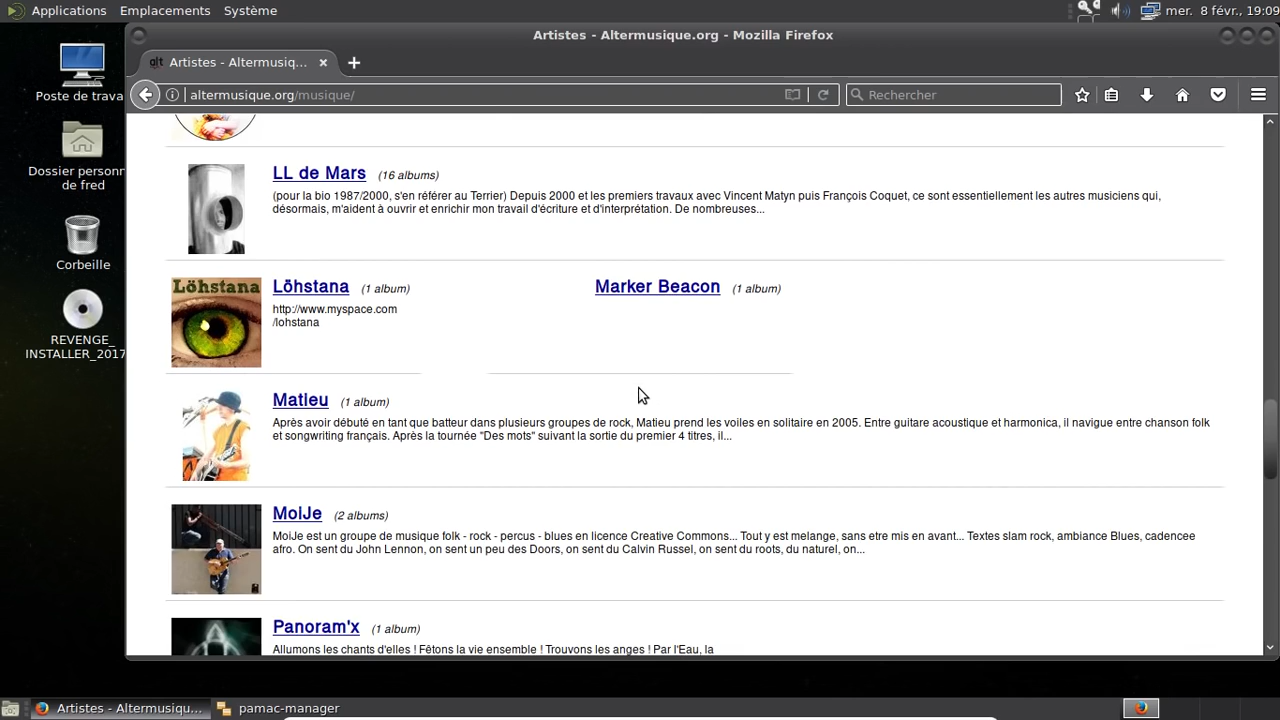 Applications Emplacements Système
mer. 8 févr., 19:09
Artistes - Altermusique.org - Mozilla Firefox
Artistes - Altermusiq...
altermusique.org/musique/
Rechercher
Poste de trava
Dossier personn
de fred
Corbeille
REVENGE_
INSTALLER_2017
LL de Mars (16 albums)
(pour la bio 1987/2000, s'en référer au Terrier) Depuis 2000 et les premiers travaux avec Vincent Matyn puis François Coquet, ce sont essentiellement les autres musiciens qui,
désormais, m'aident à ouvrir et enrichir mon travail d'écriture et d'interprétation. De nombreuses...
Löhstana
Löhstana (1 album)
http://www.myspace.com
/lohstana
Marker Beacon (1 album)
Matieu (1 album)
Après avoir débuté en tant que batteur dans plusieurs groupes de rock, Matieu prend les voiles en solitaire en 2005. Entre guitare acoustique et harmonica, il navigue entre chanson folk
et songwriting français. Après la tournée "Des mots" suivant la sortie du premier 4 titres, il...
MoiJe (2 albums)
MoiJe est un groupe de musique folk - rock - percus - blues en licence Creative Commons... Tout y est melange, sans etre mis en avant... Textes slam rock, ambiance Blues, cadencee
afro. On sent du John Lennon, on sent un peu des Doors, on sent du Calvin Russel, on sent du roots, du naturel, on...
Panoram'x (1 album)
Allumons les chants d'elles ! Fêtons la vie ensemble ! Trouvons les anges ! Par l'Eau, la
Artistes - Altermusiqu...
pamac-manager